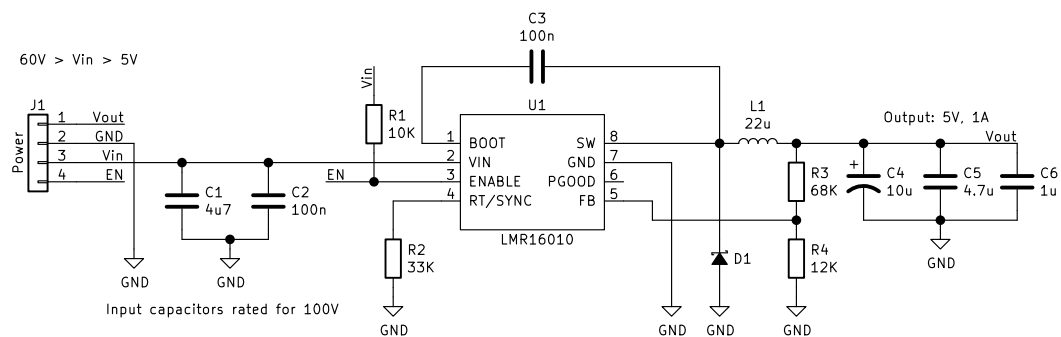 60V > Vin > 5V
J1
Power
1 Vout
2 GND
3 Vin
4 EN
C1
4u7
C2
100n
GND
GND
Input capacitors rated for 100V
Vin
R1
10K
EN
R2
33K
GND
C3
100n
U1
1 BOOT
2 VIN
3 ENABLE
4 RT/SYNC
SW 8
GND 7
PGOOD 6
FB 5
LMR16010
GND
D1
GND
L1
22u
R3
68K
R4
12K
GND
Output: 5V, 1A
Vout
+
C4
10u
C5
4.7u
C6
1u
GND